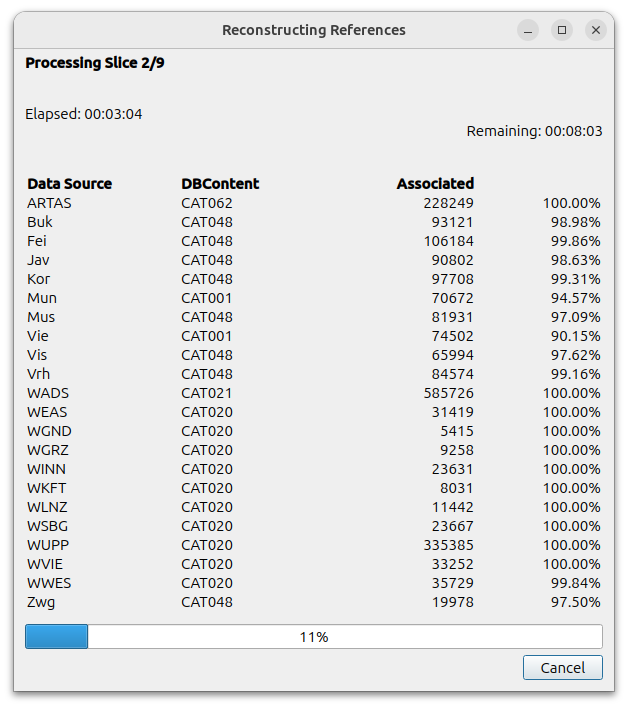 Reconstructing References
Processing Slice 2/9
Elapsed: 00:03:04
Remaining: 00:08:03
Data Source DBContent Associated
ARTAS CAT062 228249 100.00%
Buk CAT048 93121 98.98%
Fei CAT048 106184 99.86%
Jav CAT048 90802 98.63%
Kor CAT048 97708 99.31%
Mun CAT001 70672 94.57%
Mus CAT048 81931 97.09%
Vie CAT001 74502 90.15%
Vis CAT048 65994 97.62%
Vrh CAT048 84574 99.16%
WADS CAT021 585726 100.00%
WEAS CAT020 31419 100.00%
WGND CAT020 5415 100.00%
WGRZ CAT020 9258 100.00%
WINN CAT020 23631 100.00%
WKFT CAT020 8031 100.00%
WLNZ CAT020 11442 100.00%
WSBG CAT020 23667 100.00%
WUPP CAT020 335385 100.00%
WVIE CAT020 33252 100.00%
WWES CAT020 35729 99.84%
Zwg CAT048 19978 97.50%
11%
Cancel